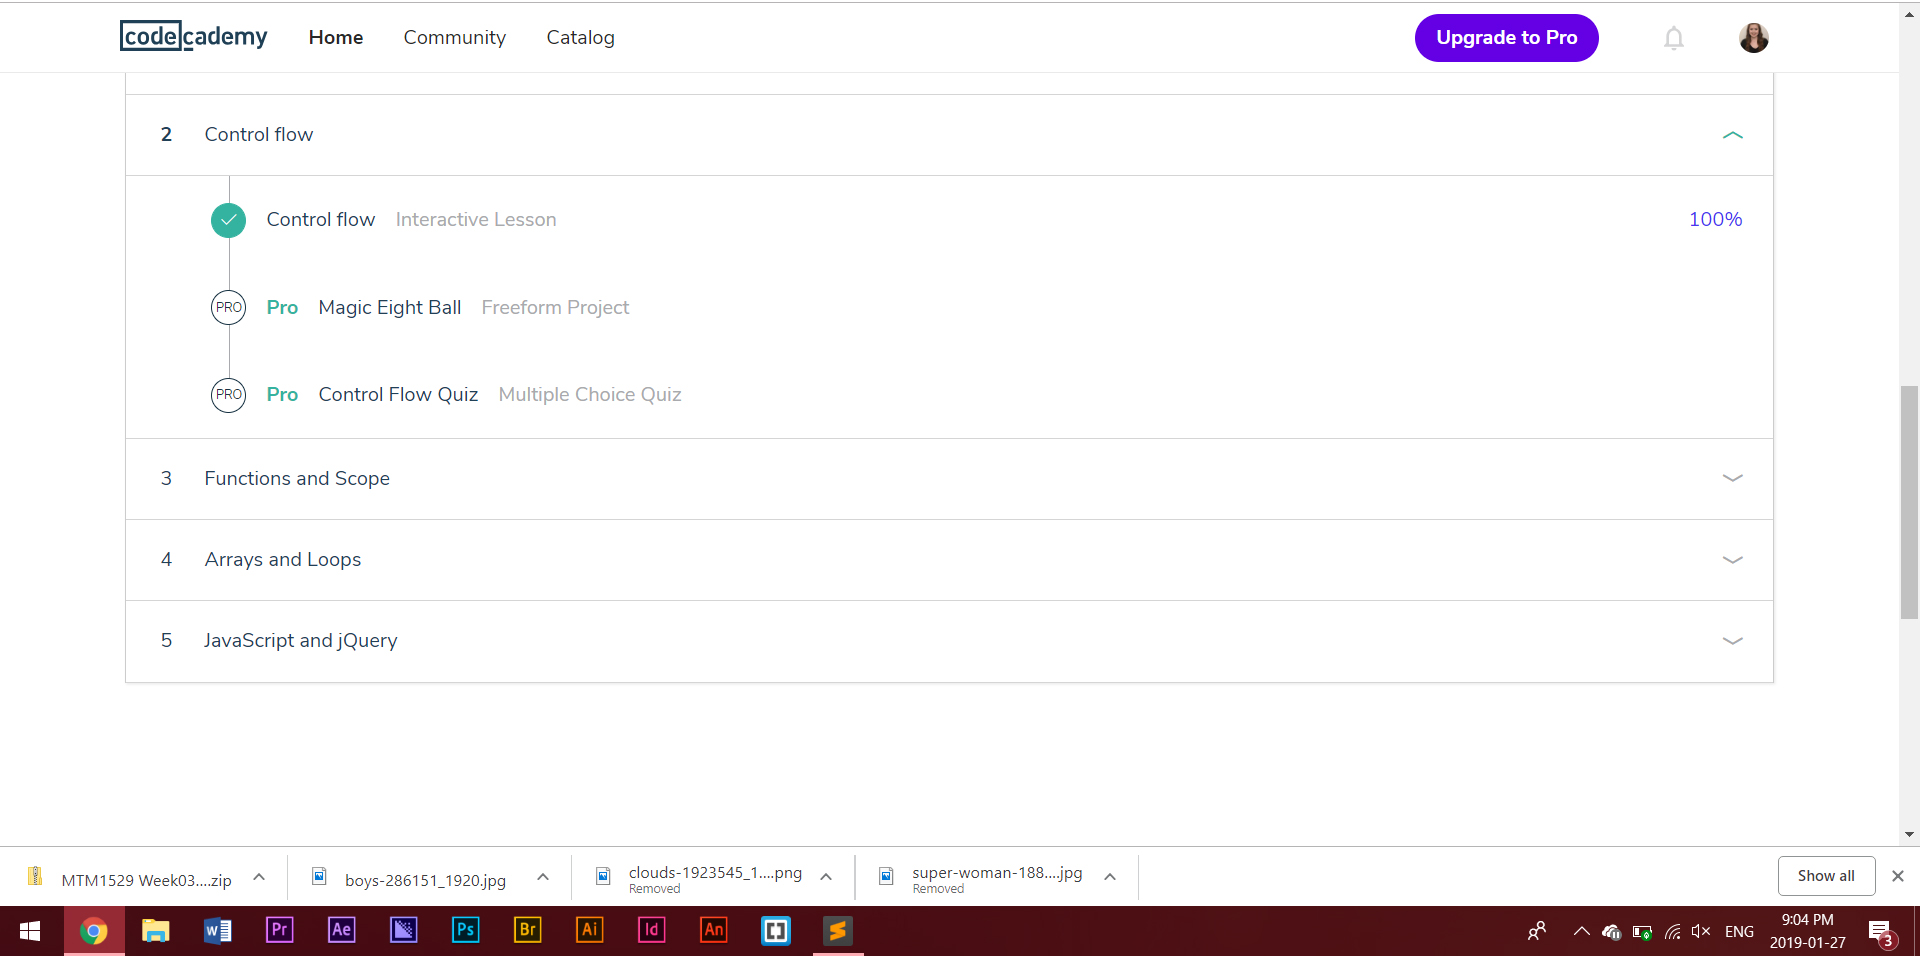 codecademy Home Community Catalog Upgrade to Pro
2 Control flow
Control flow Interactive Lesson 100%
PRO Pro Magic Eight Ball Freeform Project
PRO Pro Control Flow Quiz Multiple Choice Quiz
3 Functions and Scope
4 Arrays and Loops
5 JavaScript and jQuery
MTM1529 Week03....zip
boys-286151_1920.jpg
clouds-1923545_1....png
Removed
super-woman-188....jpg
Removed
Show all
W Pr Ae Ps Br Ai Id An
ENG
9:04 PM
2019-01-27
3